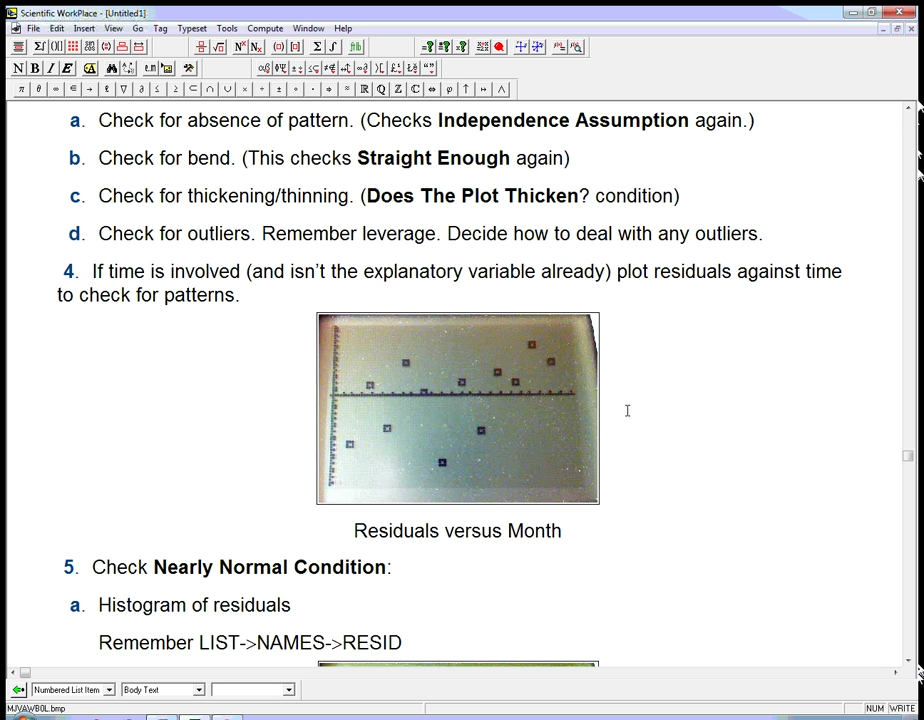 Scientific WorkPlace - [Untitled1]
File Edit Insert View Go Tag Typeset Tools Compute Window Help
a. Check for absence of pattern. (Checks Independence Assumption again.)
b. Check for bend. (This checks Straight Enough again)
c. Check for thickening/thinning. (Does The Plot Thicken? condition)
d. Check for outliers. Remember leverage. Decide how to deal with any outliers.
4. If time is involved (and isn't the explanatory variable already) plot residuals against time
to check for patterns.
Residuals versus Month
5. Check Nearly Normal Condition:
a. Histogram of residuals
Remember LIST->NAMES->RESID
Numbered List Item Body Text
MJVAWB0L.bmp NUM WRITE